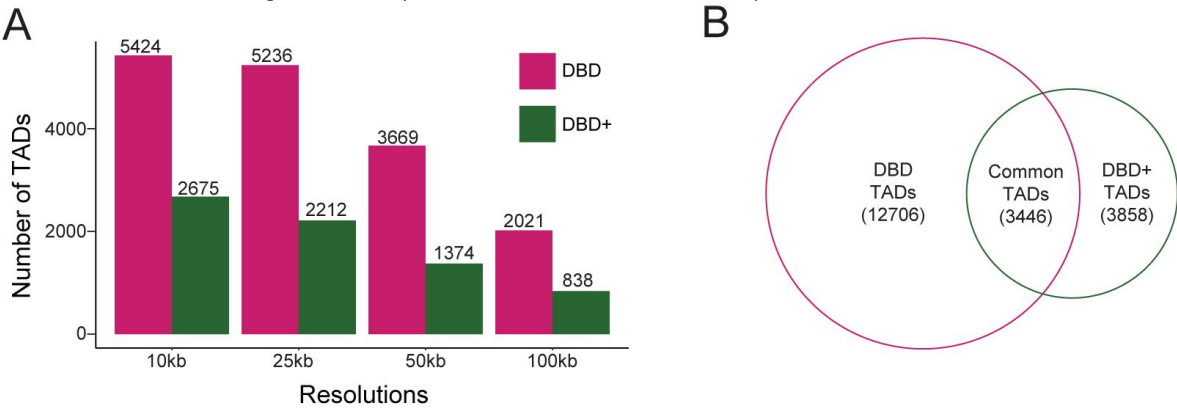 A
Number of TADs
4000
2000
0
5424
2675
5236
2212
3669
1374
2021
838
10kb
25kb
50kb
100kb
Resolutions
DBD
DBD+
B
DBD
TADs
(12706)
Common
TADs
(3446)
DBD+
TADs
(3858)